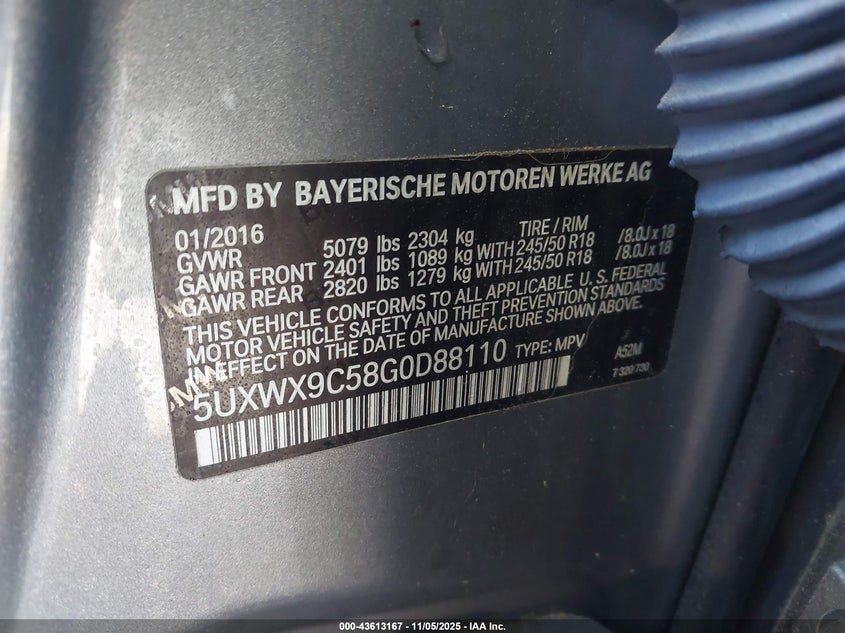 MFD BY BAYERISCHE MOTOREN WERKE AG
01/2016 TIRE / RIM
GVWR 5079 lbs 2304 kg
GAWR FRONT 2401 lbs 1089 kg WITH 245/50 R18 /8.0J x 18
GAWR REAR 2820 lbs 1279 kg WITH 245/50 R18 /8.0J x 18
THIS VEHICLE CONFORMS TO ALL APPLICABLE U. S. FEDERAL
MOTOR VEHICLE SAFETY AND THEFT PREVENTION STANDARDS
IN EFFECT ON THE DATE OF MANUFACTURE SHOWN ABOVE.
5UXWX9C58G0D88110 TYPE: MPV A52M
7 320 730
000-43613167 - 11/05/2025 - IAA Inc.